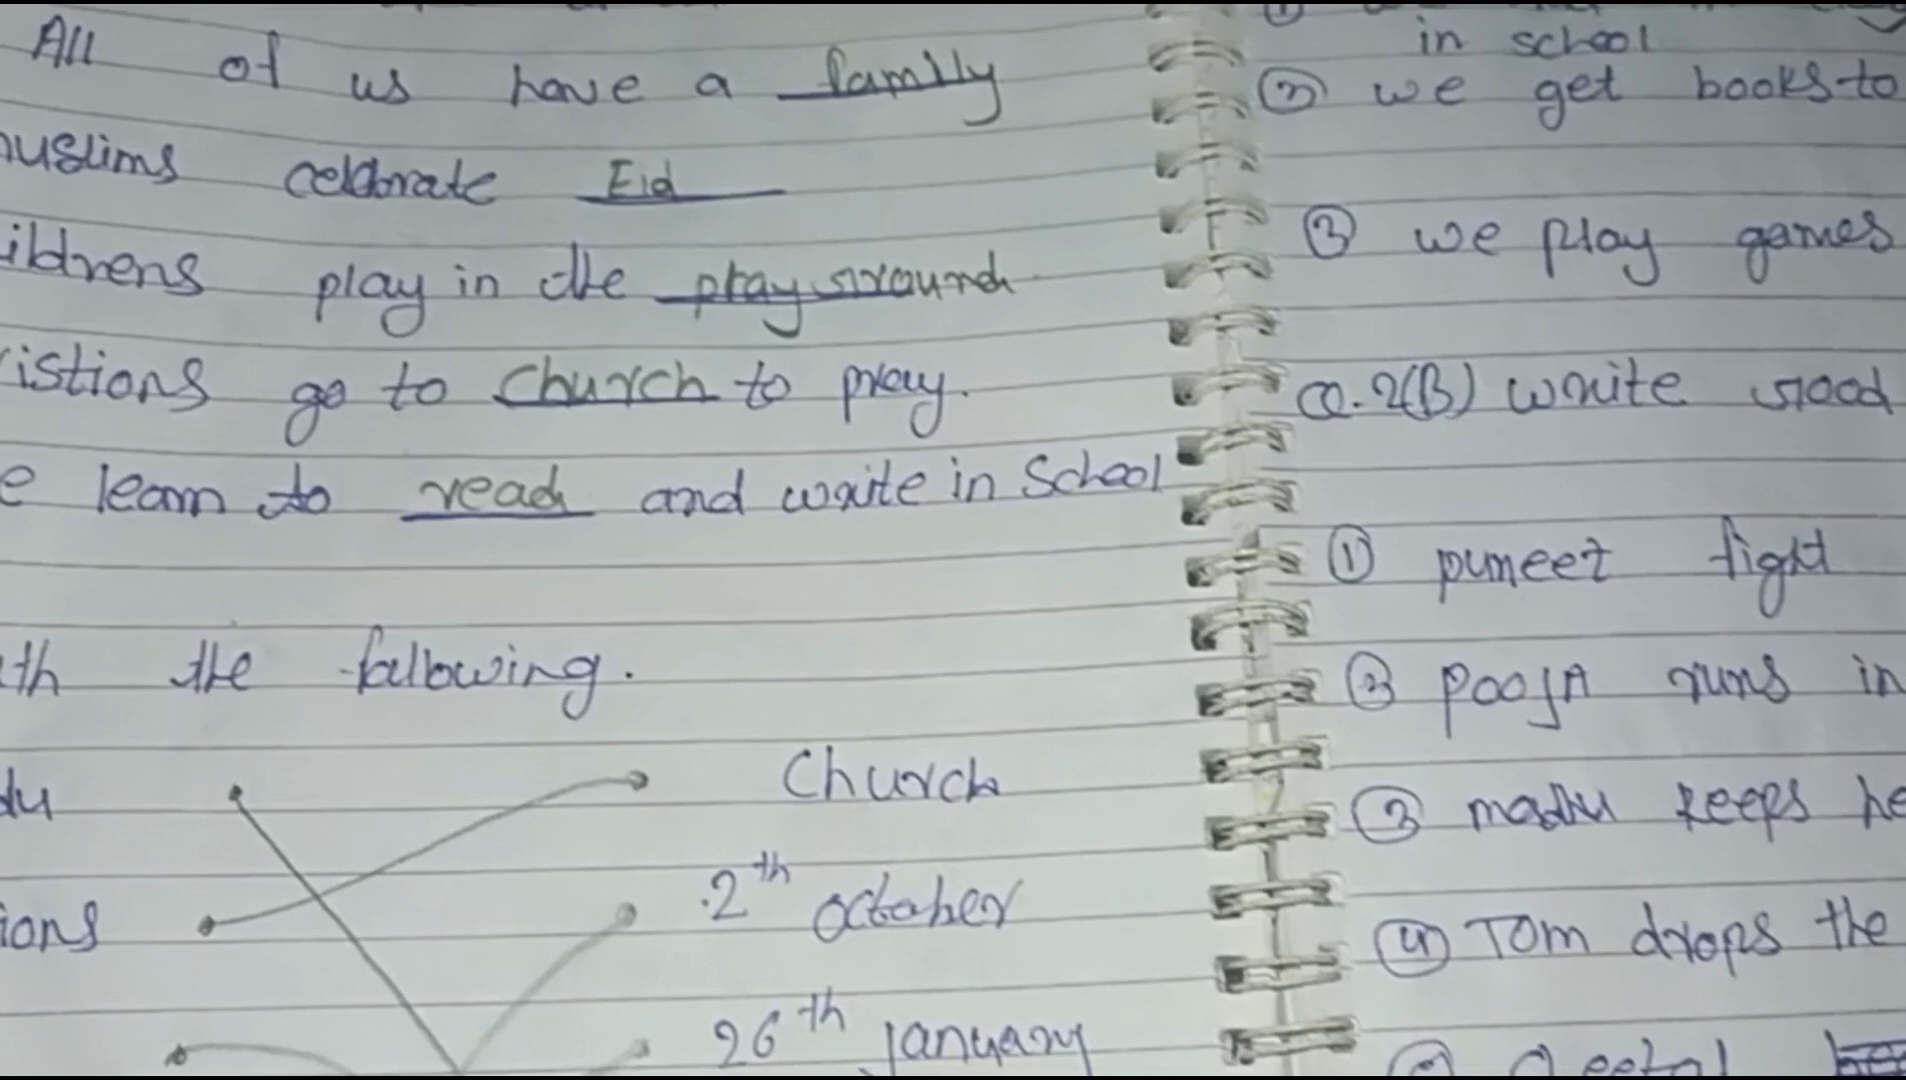 All of us have a family
uslims celebrate Eid
ildrens play in the playground
istions go to church to pray.
e learn to read and write in School
th the following.
du
Church
ions
2th October
26th january
in school
② we get books to
③ we play games
Q.2(B) write good
① puneet fight
② PoojA runs in
③ madhu keeps he
④ Tom drops the